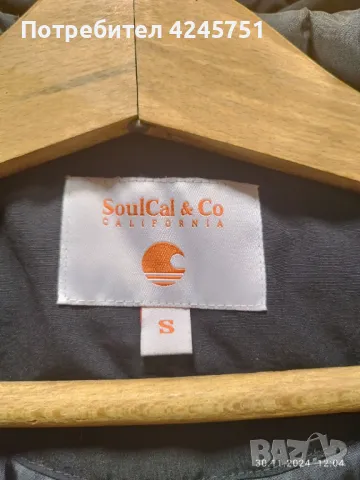 Потребител 4245751
SoulCal & Co
CALIFORNIA
S
30.11.2024 12:04